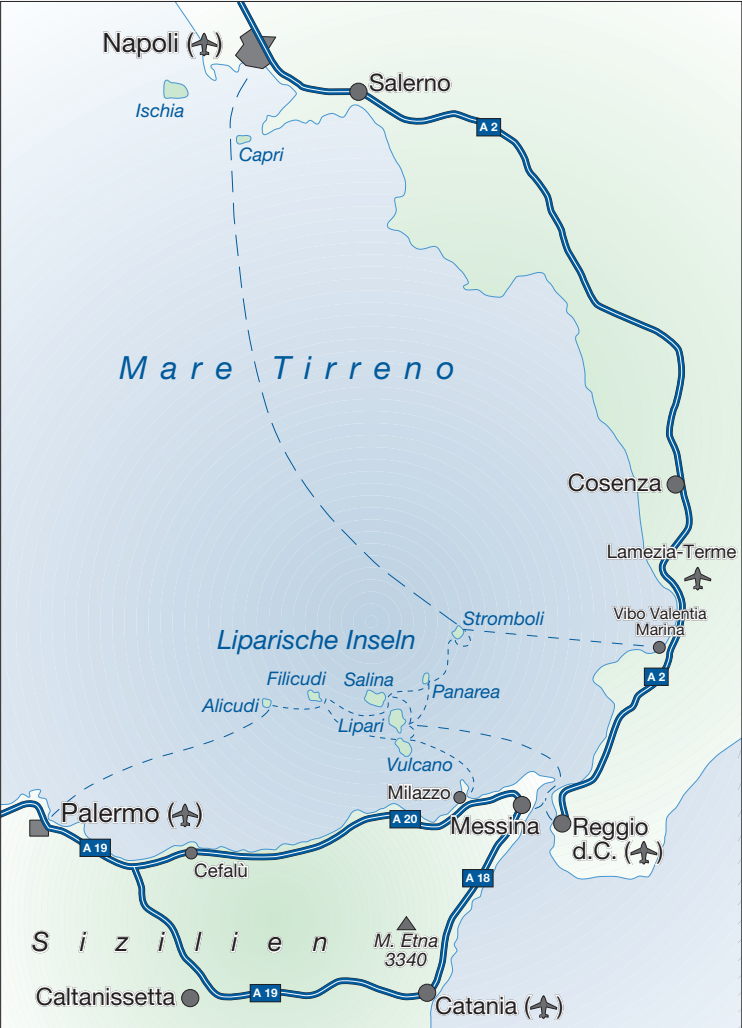 Napoli (✈)
Salerno
Ischia
A 2
Capri
Mare Tirreno
Cosenza
Lamezia-Terme
Vibo Valentia
Marina
Stromboli
Liparische Inseln
A 2
Filicudi
Salina
Panarea
Alicudi
Lipari
Vulcano
Milazzo
Palermo (✈)
A 20
Messina
Reggio
d.C. (✈)
A 19
Cefalù
A 18
Sizilien
M. Etna
3340
Caltanissetta
A 19
Catania (✈)